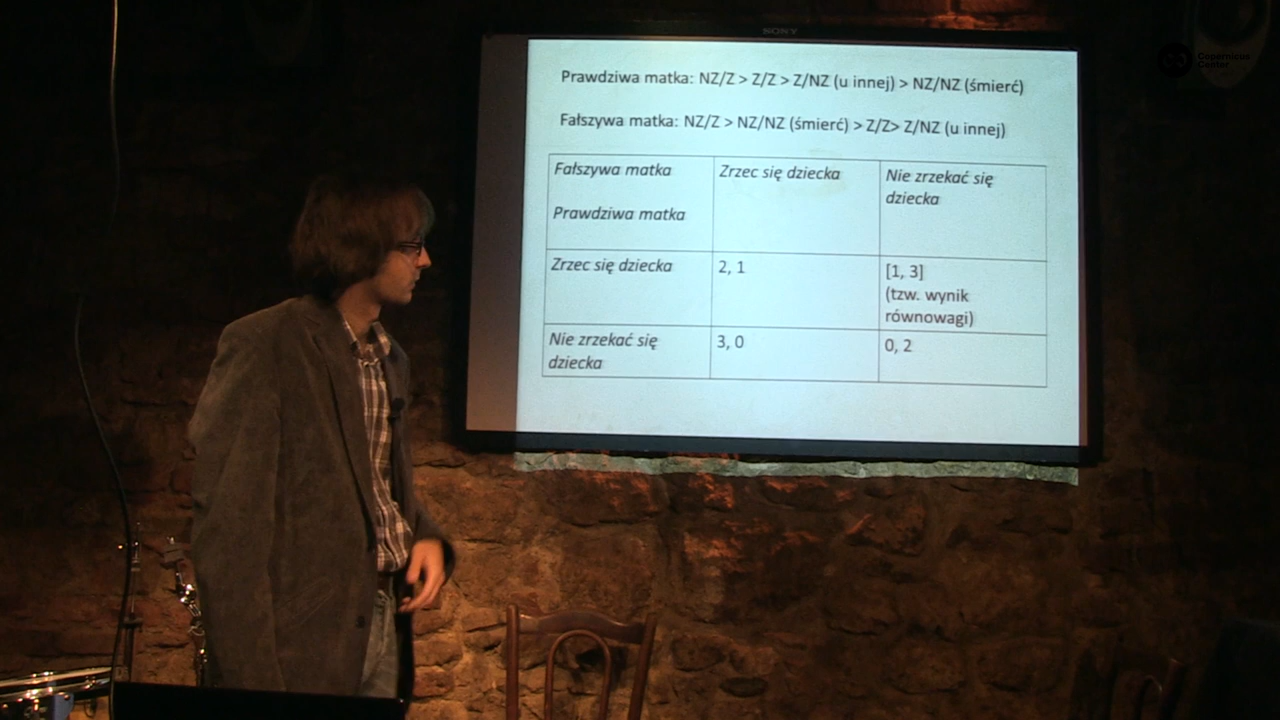 SONY
Copernicus
Center
Prawdziwa matka: NZ/Z > Z/Z > Z/NZ (u innej) > NZ/NZ (śmierć)
Fałszywa matka: NZ/Z > NZ/NZ (śmierć) > Z/Z> Z/NZ (u innej)
Fałszywa matka
Prawdziwa matka
Zrzec się dziecka
Nie zrzekać się
dziecka
Zrzec się dziecka
2, 1
[1, 3]
(tzw. wynik
równowagi)
Nie zrzekać się
dziecka
3, 0
0, 2